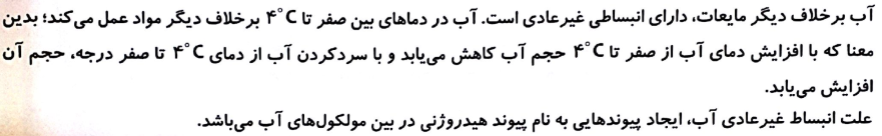 آب برخلاف دیگر مایعات، دارای انبساطی غیرعادی است. آب در دماهای بین صفر تا ۴°C برخلاف دیگر مواد عمل می‌کند؛ بدین
معنا که با افزایش دمای آب از صفر تا ۴°C حجم آب کاهش می‌یابد و با سردکردن آب از دمای ۴°C تا صفر درجه، حجم آن
افزایش می‌یابد.
علت انبساط غیرعادی آب، ایجاد پیوندهایی به نام پیوند هیدروژنی در بین مولکول‌های آب می‌باشد.